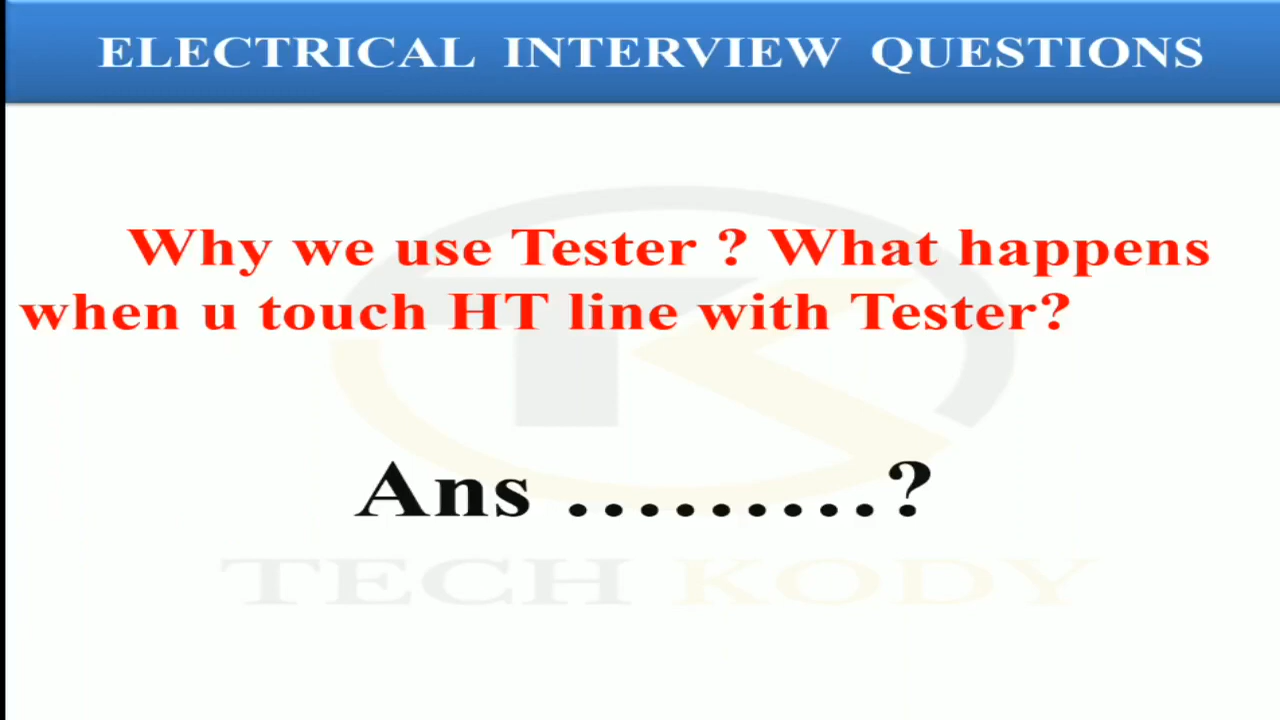 ELECTRICAL INTERVIEW QUESTIONS
Why we use Tester ? What happens
when u touch HT line with Tester?
Ans .........?
TECH KODY